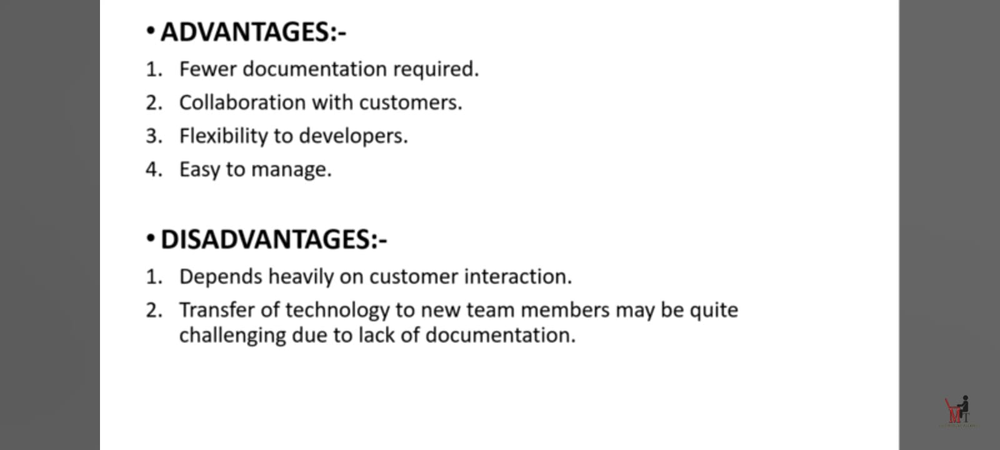 • ADVANTAGES:-
1. Fewer documentation required.
2. Collaboration with customers.
3. Flexibility to developers.
4. Easy to manage.
• DISADVANTAGES:-
1. Depends heavily on customer interaction.
2. Transfer of technology to new team members may be quite
challenging due to lack of documentation.
MT